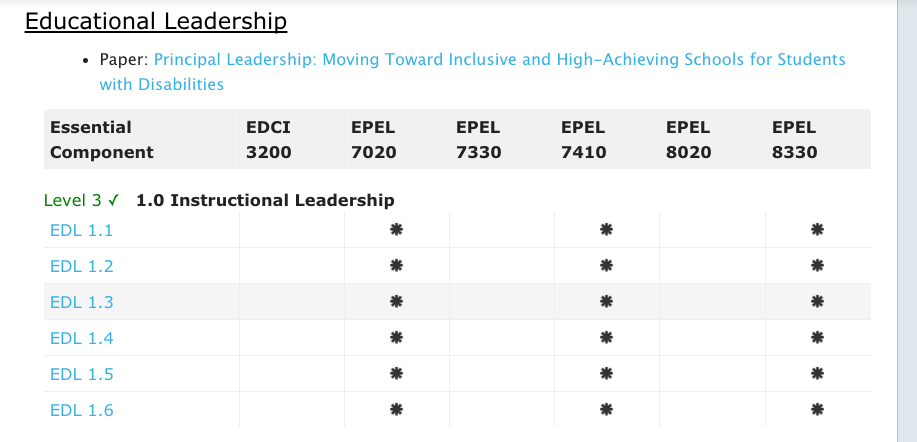 Educational Leadership
• Paper: Principal Leadership: Moving Toward Inclusive and High-Achieving Schools for Students
with Disabilities
Essential Component EDCI 3200 EPEL 7020 EPEL 7330 EPEL 7410 EPEL 8020 EPEL 8330
Level 3 ✓ 1.0 Instructional Leadership
EDL 1.1 * * *
EDL 1.2 * * *
EDL 1.3 * * *
EDL 1.4 * * *
EDL 1.5 * * *
EDL 1.6 * * *